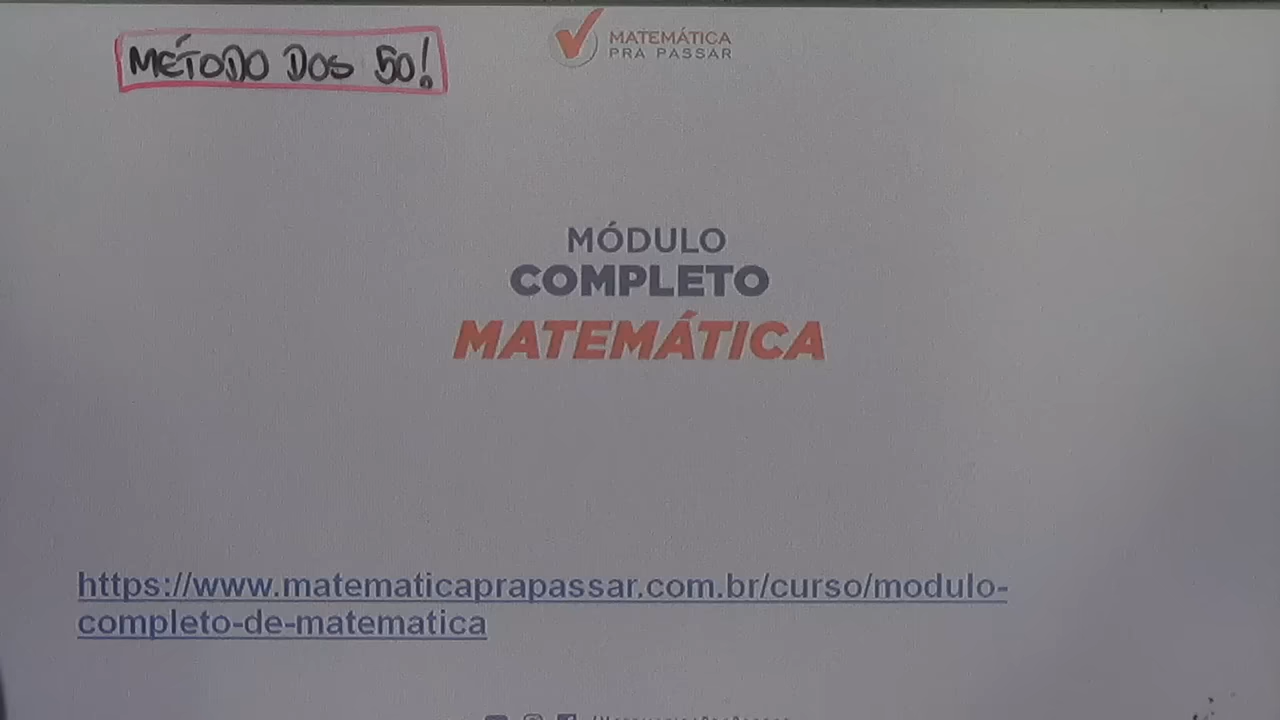 MÉTODO DOS 50!
MATEMÁTICA
PRA PASSAR
MÓDULO
COMPLETO
MATEMÁTICA
https://www.matematicaprapassar.com.br/curso/modulo-
completo-de-matematica